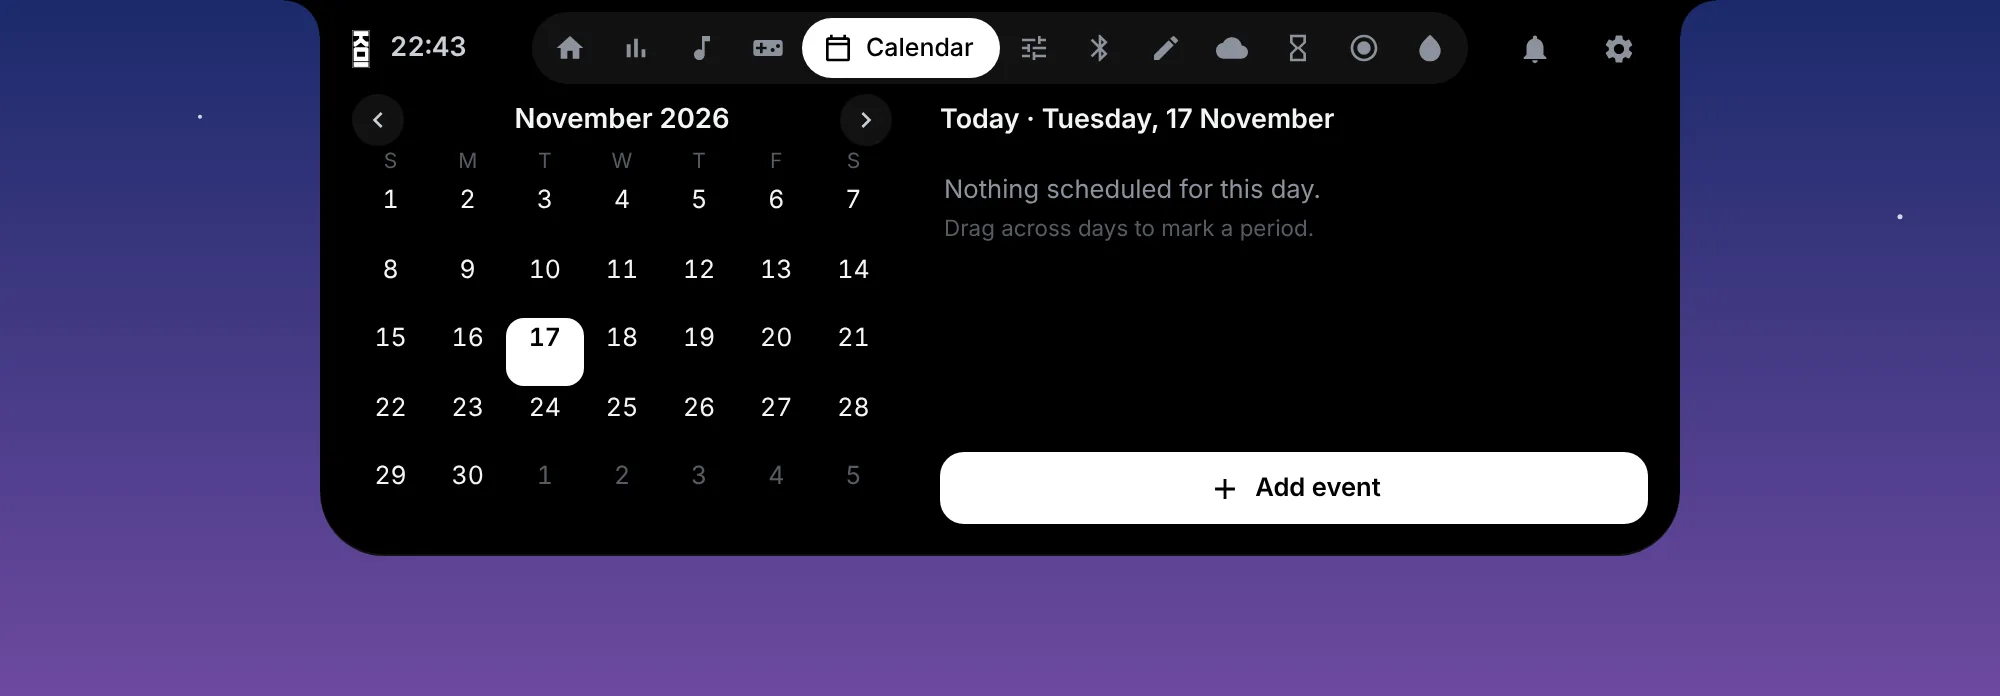 22:43
Calendar
November 2026
S M T W T F S
1 2 3 4 5 6 7
8 9 10 11 12 13 14
15 16 17 18 19 20 21
22 23 24 25 26 27 28
29 30 1 2 3 4 5
Today · Tuesday, 17 November
Nothing scheduled for this day.
Drag across days to mark a period.
+ Add event